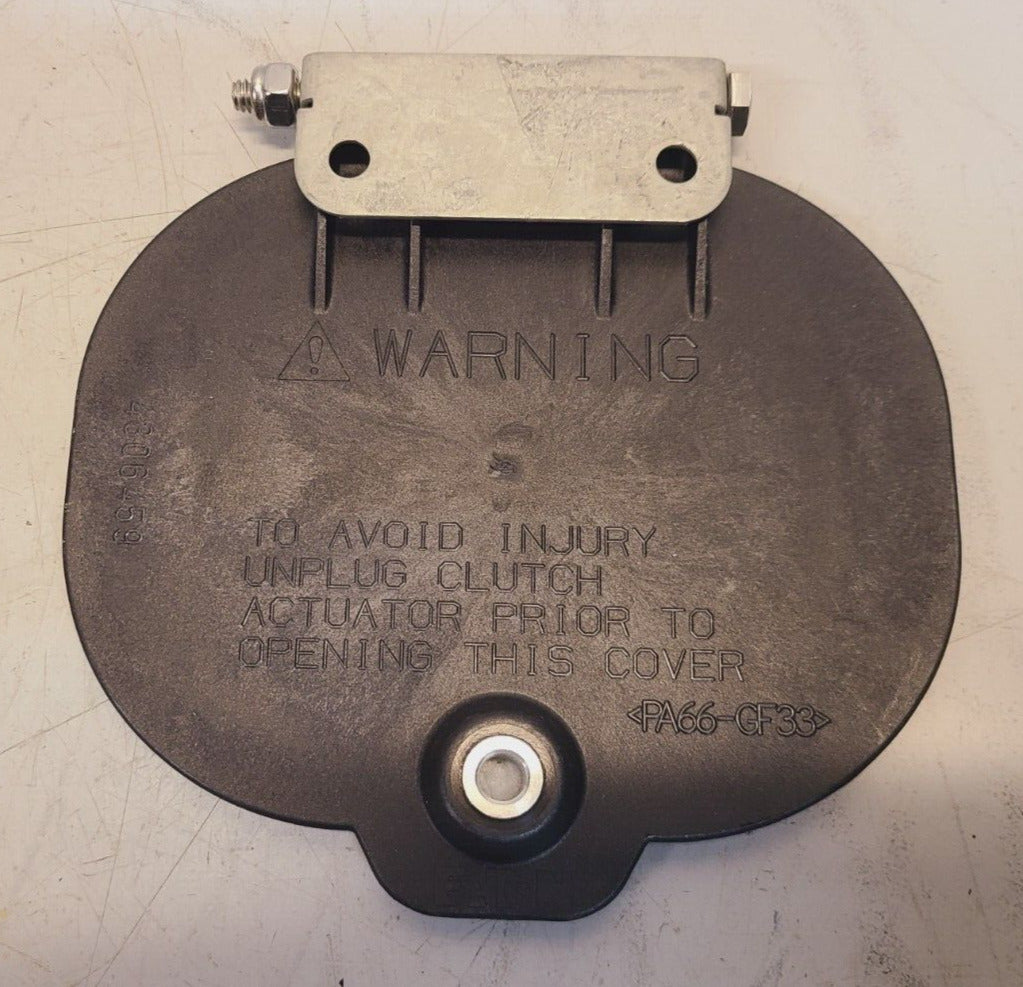 WARNING
TO AVOID INJURY
UNPLUG CLUTCH
ACTUATOR PRIOR TO
OPENING THIS COVER
<PA66-GF33>
4306459